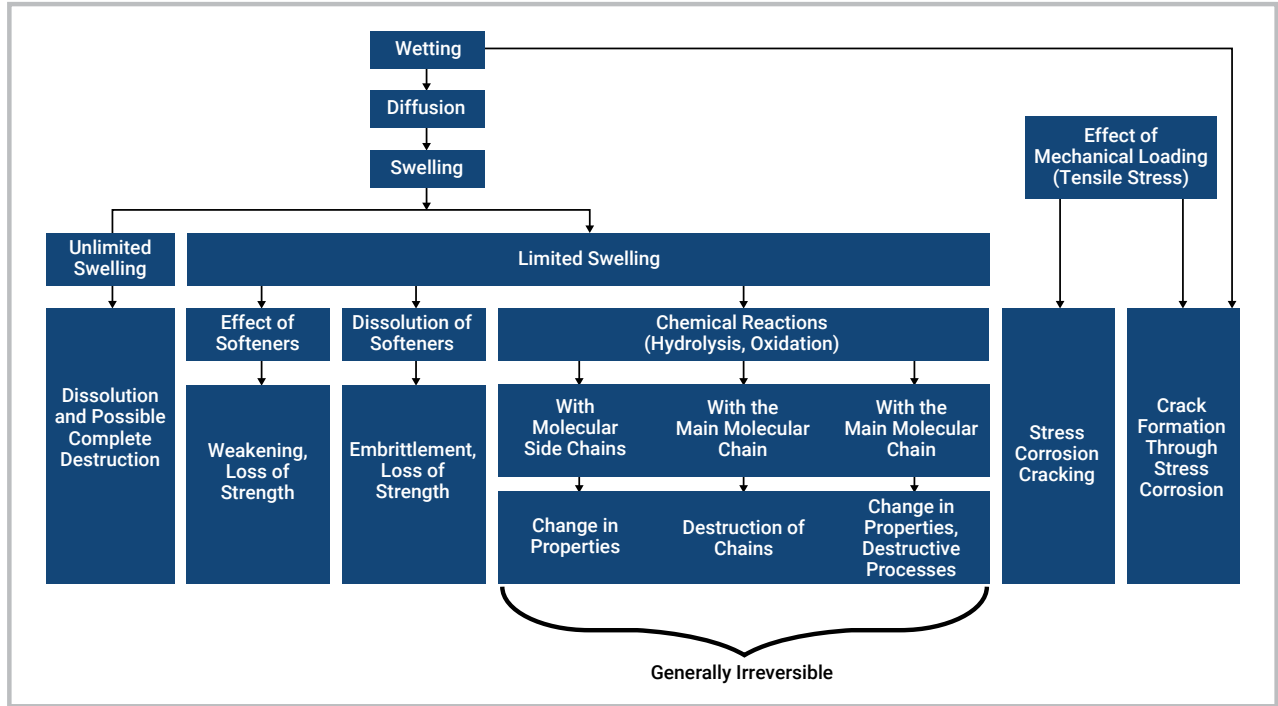 Wetting
Diffusion
Swelling
Effect of
Mechanical Loading
(Tensile Stress)
Unlimited
Swelling
Limited Swelling
Effect of
Softeners
Dissolution of
Softeners
Chemical Reactions
(Hydrolysis, Oxidation)
Dissolution
and Possible
Complete
Destruction
Weakening,
Loss of
Strength
Embrittlement,
Loss of
Strength
With
Molecular
Side Chains
With the
Main Molecular
Chain
With the
Main Molecular
Chain
Stress
Corrosion
Cracking
Crack
Formation
Through
Stress
Corrosion
Change in
Properties
Destruction of
Chains
Change in
Properties,
Destructive
Processes
Generally Irreversible